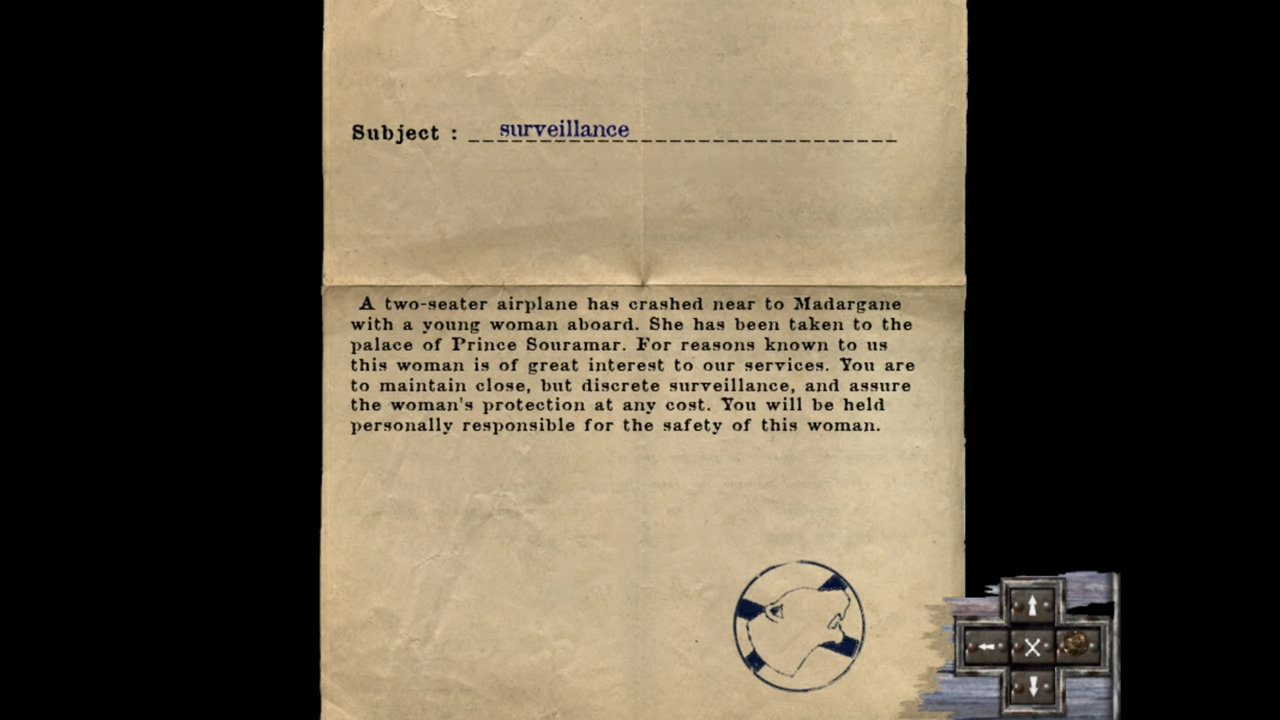 Subject : surveillance
A two-seater airplane has crashed near to Madargane
with a young woman aboard. She has been taken to the
palace of Prince Souramar. For reasons known to us
this woman is of great interest to our services. You are
to maintain close, but discrete surveillance, and assure
the woman's protection at any cost. You will be held
personally responsible for the safety of this woman.